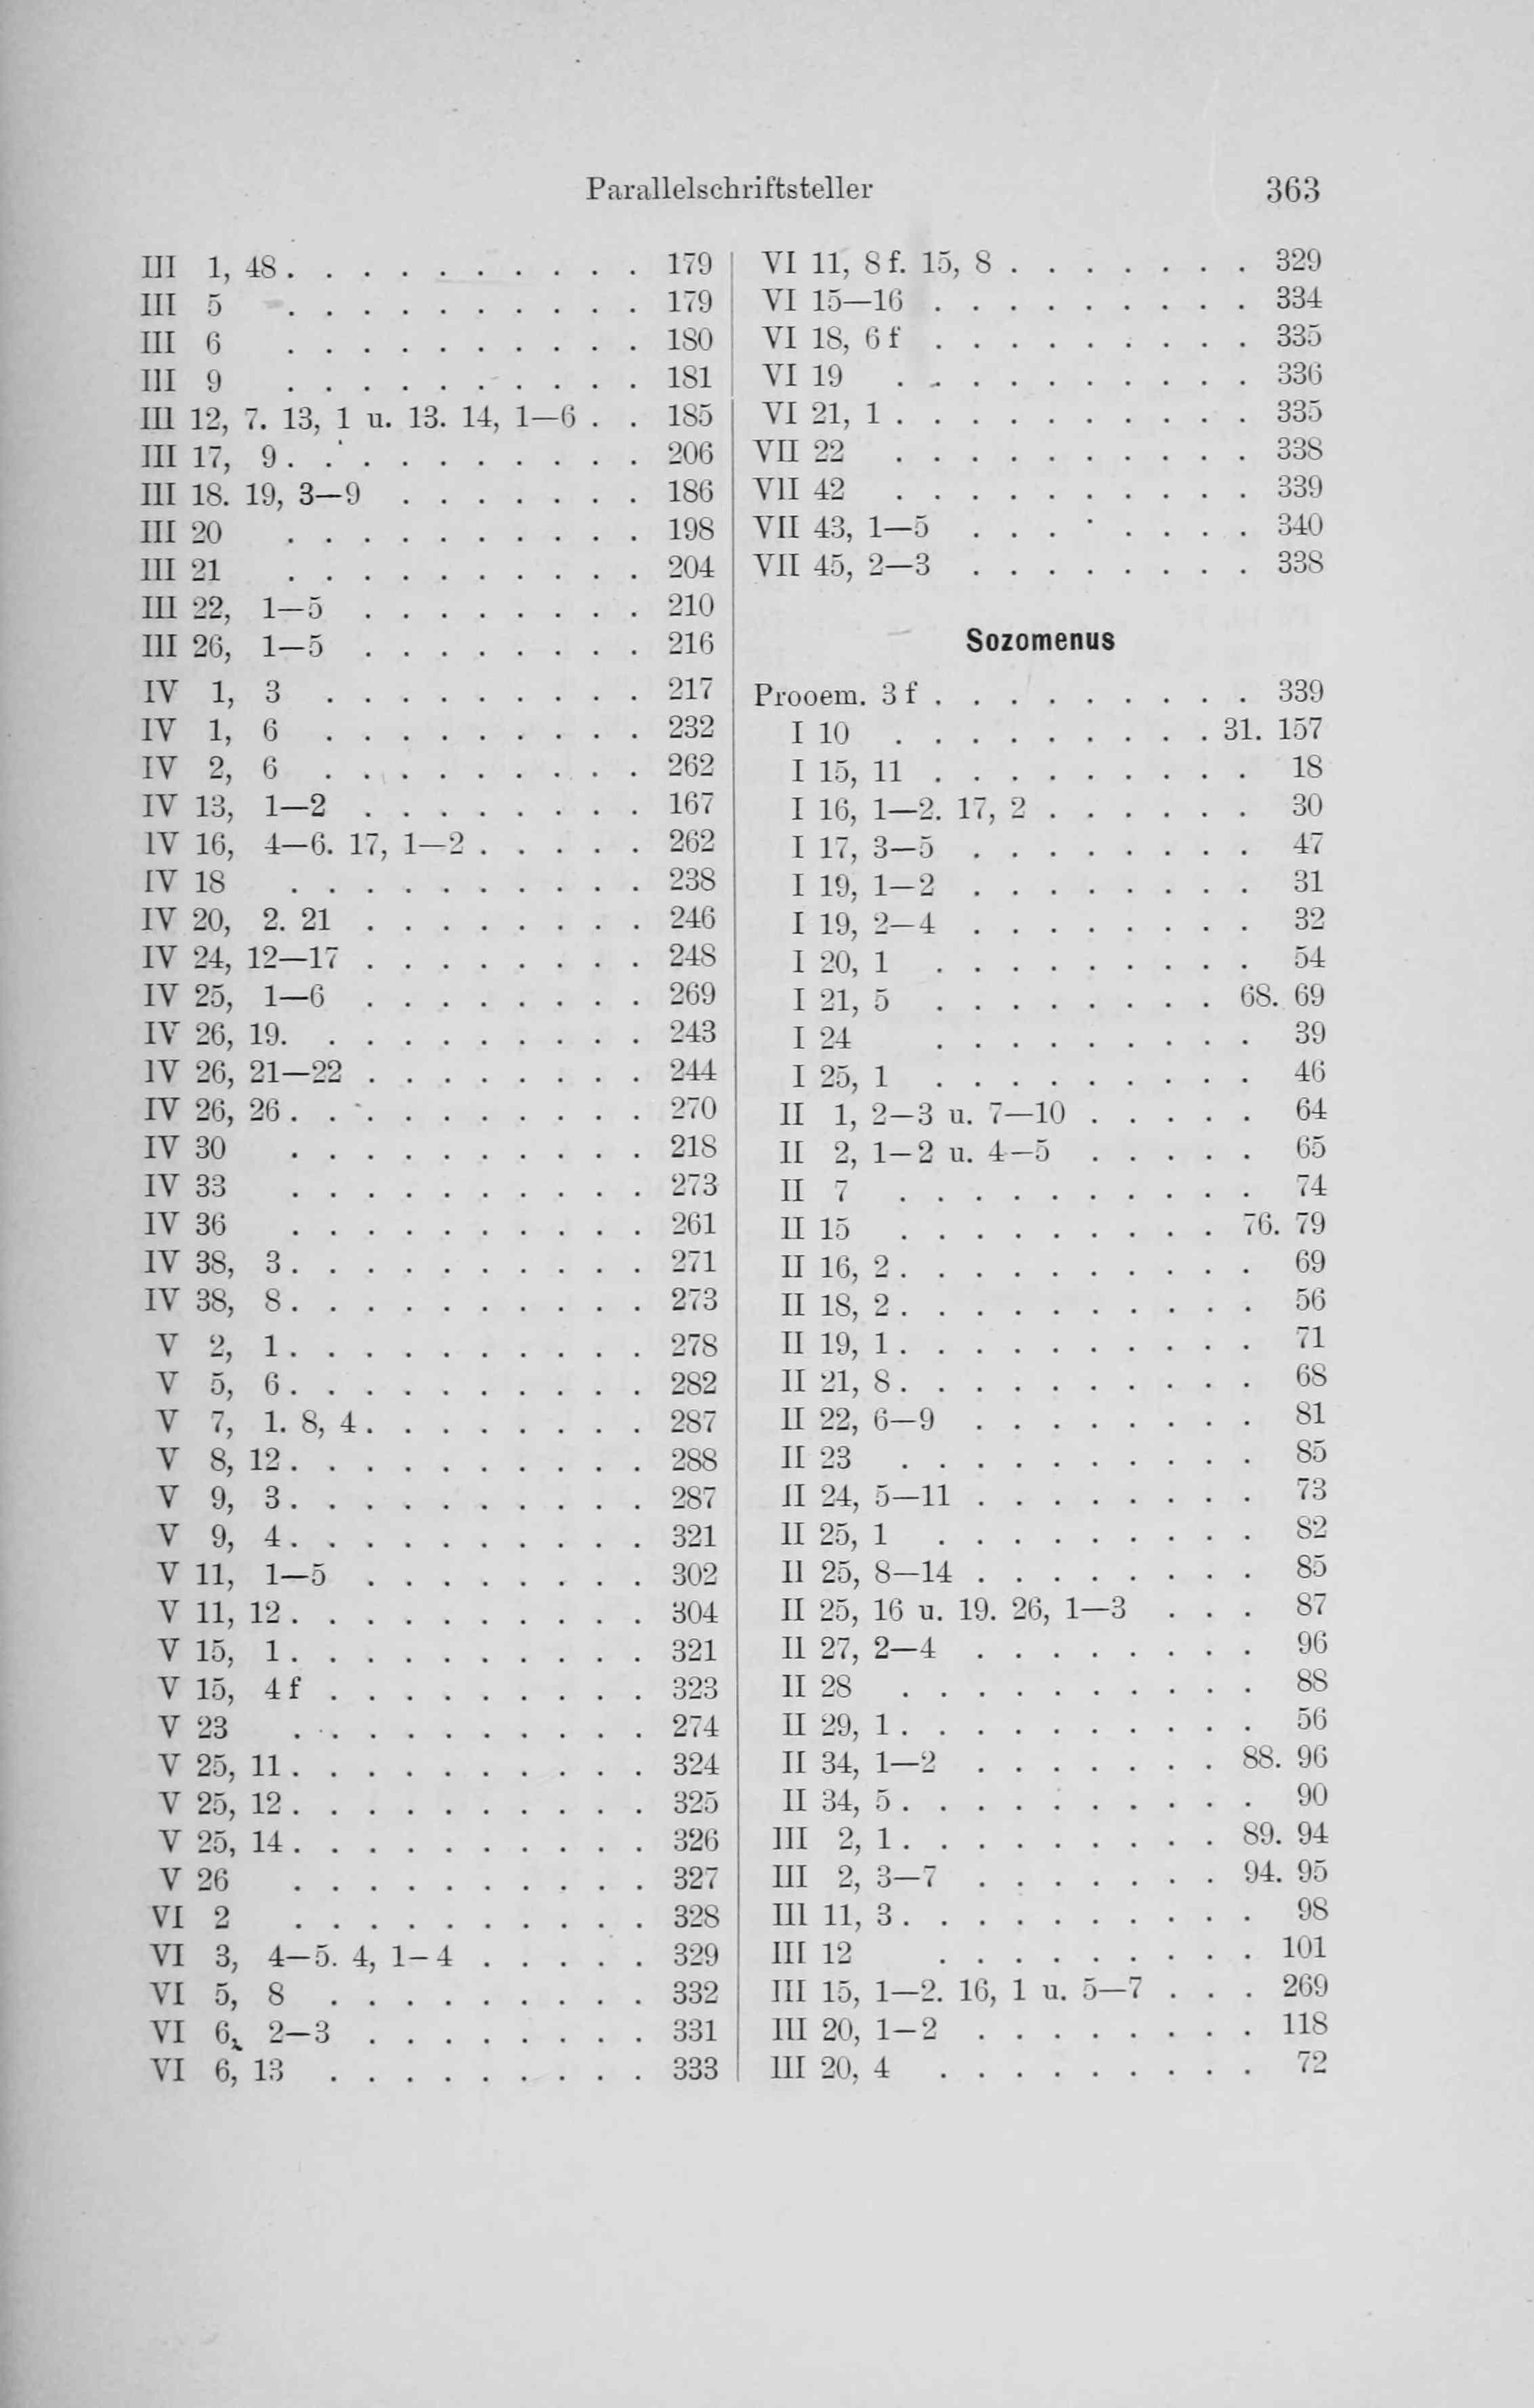 Parallelschriftsteller 363
III 1, 48 . . . . . . . . . . 179
III 5 . . . . . . . . . . 179
III 6 . . . . . . . . . . 180
III 9 . . . . . . . . . . 181
III 12, 7. 13, 1 u. 13. 14, 1—6 . . 185
III 17, 9 . . . . . . . . . . 206
III 18. 19, 3—9 . . . . . . . 186
III 20 . . . . . . . . . . 198
III 21 . . . . . . . . . . 204
III 22, 1—5 . . . . . . . . 210
III 26, 1—5 . . . . . . . . 216
IV 1, 3 . . . . . . . . . 217
IV 1, 6 . . . . . . . . . 232
IV 2, 6 . . . . . . . . . 262
IV 13, 1—2 . . . . . . . . 167
IV 16, 4—6. 17, 1—2 . . . . . 262
IV 18 . . . . . . . . . . 238
IV 20, 2. 21 . . . . . . . . 246
IV 24, 12—17 . . . . . . . . 248
IV 25, 1—6 . . . . . . . . 269
IV 26, 19. . . . . . . . . . 243
IV 26, 21—22 . . . . . . . . 244
IV 26, 26 . . . . . . . . . . 270
IV 30 . . . . . . . . . . 218
IV 33 . . . . . . . . . . 273
IV 36 . . . . . . . . . . 261
IV 38, 3 . . . . . . . . . . 271
IV 38, 8 . . . . . . . . . . 273
V 2, 1 . . . . . . . . . . 278
V 5, 6 . . . . . . . . . . 282
V 7, 1. 8, 4 . . . . . . . . 287
V 8, 12 . . . . . . . . . . 288
V 9, 3 . . . . . . . . . . 287
V 9, 4 . . . . . . . . . . 321
V 11, 1—5 . . . . . . . . 302
V 11, 12 . . . . . . . . . . 304
V 15, 1 . . . . . . . . . . 321
V 15, 4 f . . . . . . . . . 323
V 23 . . . . . . . . . . 274
V 25, 11 . . . . . . . . . . 324
V 25, 12 . . . . . . . . . . 325
V 25, 14 . . . . . . . . . . 326
V 26 . . . . . . . . . . 327
VI 2 . . . . . . . . . . 328
VI 3, 4—5. 4, 1–4 . . . . . 329
VI 5, 8 . . . . . . . . . 332
VI 6, 2—3 . . . . . . . . 331
VI 6, 13 . . . . . . . . . 333
VI 11, 8 f. 15, 8 . . . . . . . 329
VI 15—16 . . . . . . . . . 334
VI 18, 6 f . . . . . . . . . 335
VI 19 . . . . . . . . . . 336
VI 21, 1 . . . . . . . . . . 335
VII 22 . . . . . . . . . . 338
VII 42 . . . . . . . . . . 339
VII 43, 1—5 . . . . . . . . 340
VII 45, 2—3 . . . . . . . . 338
Sozomenus
Prooem. 3 f . . . . . . . . . 339
I 10 . . . . . . . . . 31. 157
I 15, 11 . . . . . . . . . 18
I 16, 1—2. 17, 2 . . . . . . 30
I 17, 3—5 . . . . . . . . 47
I 19, 1—2 . . . . . . . . 31
I 19, 2—4 . . . . . . . . 32
I 20, 1 . . . . . . . . . 54
I 21, 5 . . . . . . . . 68. 69
I 24 . . . . . . . . . 39
I 25, 1 . . . . . . . . . 46
II 1, 2—3 u. 7—10 . . . . . 64
II 2, 1—2 u. 4—5 . . . . . 65
II 7 . . . . . . . . . . 74
II 15 . . . . . . . . . 76. 79
II 16, 2 . . . . . . . . . . 69
II 18, 2 . . . . . . . . . . 56
II 19, 1 . . . . . . . . . . 71
II 21, 8 . . . . . . . . . . 68
II 22, 6—9 . . . . . . . . 81
II 23 . . . . . . . . . . 85
II 24, 5—11 . . . . . . . . 73
II 25, 1 . . . . . . . . . 82
II 25, 8—14 . . . . . . . . 85
II 25, 16 u. 19. 26, 1—3 . . . 87
II 27, 2—4 . . . . . . . . 96
II 28 . . . . . . . . . . 88
II 29, 1 . . . . . . . . . . 56
II 34, 1—2 . . . . . . . 88. 96
II 34, 5 . . . . . . . . . . 90
III 2, 1 . . . . . . . . . 89. 94
III 2, 3—7 . . . . . . . 94. 95
III 11, 3 . . . . . . . . . . 98
III 12 . . . . . . . . . 101
III 15, 1—2. 16, 1 u. 5—7 . . . 269
III 20, 1—2 . . . . . . . . 118
III 20, 4 . . . . . . . . . 72